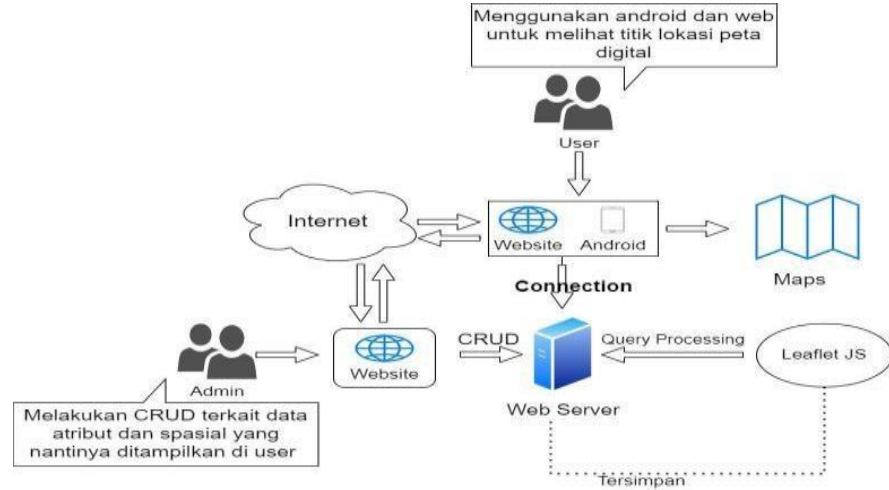 Menggunakan android dan web
untuk melihat titik lokasi peta
digital
User
Internet
Website
Android
Maps
Connection
Admin
Website
CRUD
Query Processing
Leaflet JS
Web Server
Melakukan CRUD terkait data
atribut dan spasial yang
nantinya ditampilkan di user
Tersimpan